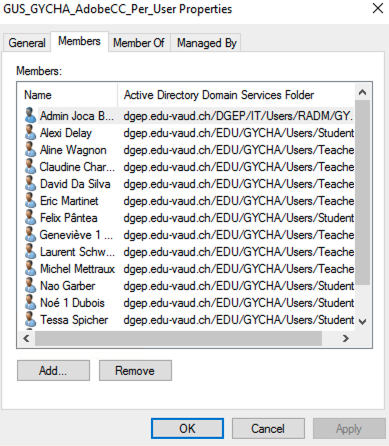 GUS_GYCHA_AdobeCC_Per_User Properties
General Members Member Of Managed By
Members:
Name Active Directory Domain Services Folder
Admin Joca B... dgep.edu-vaud.ch/DGEP/IT/Users/RADM/GY.
Alexi Delay dgep.edu-vaud.ch/EDU/GYCHA/Users/Student
Aline Wagnon dgep.edu-vaud.ch/EDU/GYCHA/Users/Teache
Claudine Char... dgep.edu-vaud.ch/EDU/GYCHA/Users/Teache
David Da Silva dgep.edu-vaud.ch/EDU/GYCHA/Users/Teache
Eric Martinet dgep.edu-vaud.ch/EDU/GYCHA/Users/Teache
Felix Pântea dgep.edu-vaud.ch/EDU/GYCHA/Users/Student
Geneviève 1 ... dgep.edu-vaud.ch/EDU/GYCHA/Users/Teache
Laurent Schw... dgep.edu-vaud.ch/EDU/GYCHA/Users/Teache
Michel Mettraux dgep.edu-vaud.ch/EDU/GYCHA/Users/Teache
Nao Garber dgep.edu-vaud.ch/EDU/GYCHA/Users/Student
Noé 1 Dubois dgep.edu-vaud.ch/EDU/GYCHA/Users/Student
Tessa Spicher dgep.edu-vaud.ch/EDU/GYCHA/Users/Student
Add... Remove
OK Cancel Apply